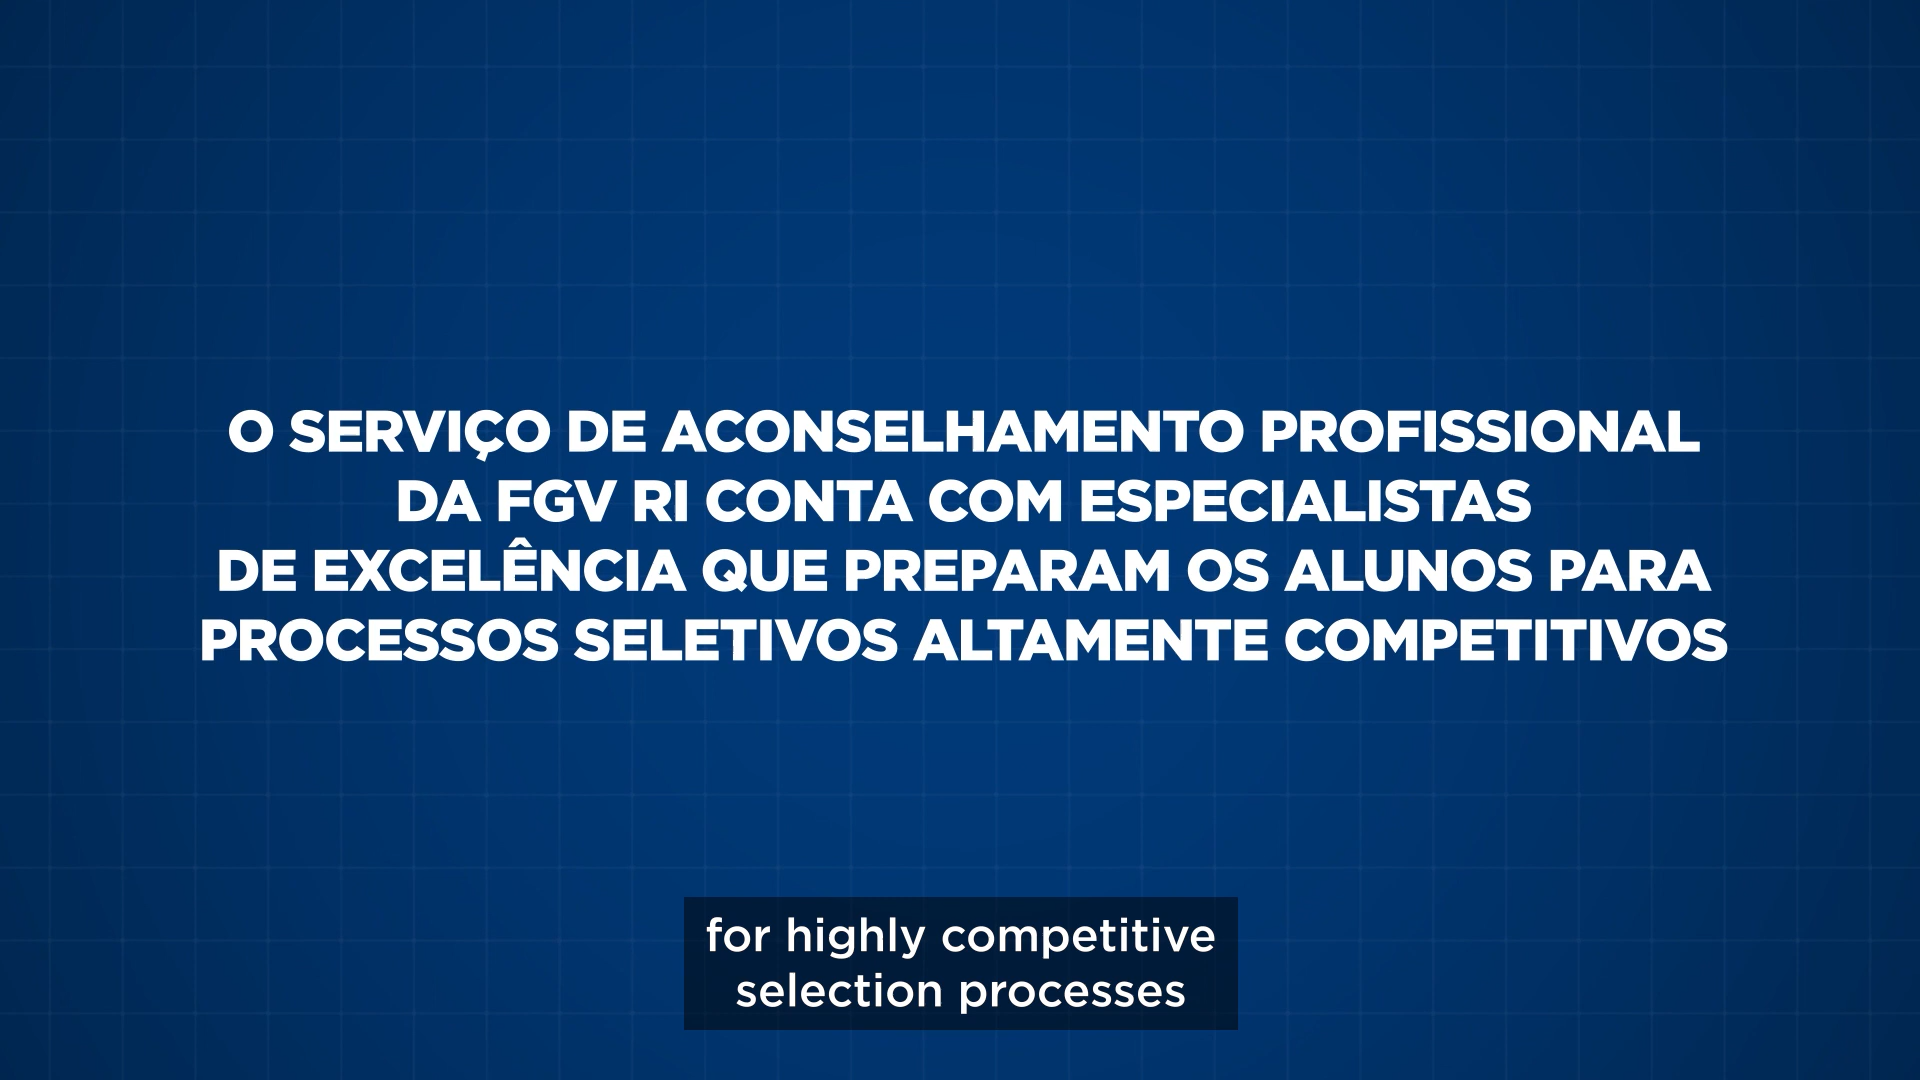 O SERVIÇO DE ACONSELHAMENTO PROFISSIONAL
DA FGV RI CONTA COM ESPECIALISTAS
DE EXCELÊNCIA QUE PREPARAM OS ALUNOS PARA
PROCESSOS SELETIVOS ALTAMENTE COMPETITIVOS
for highly competitive
selection processes